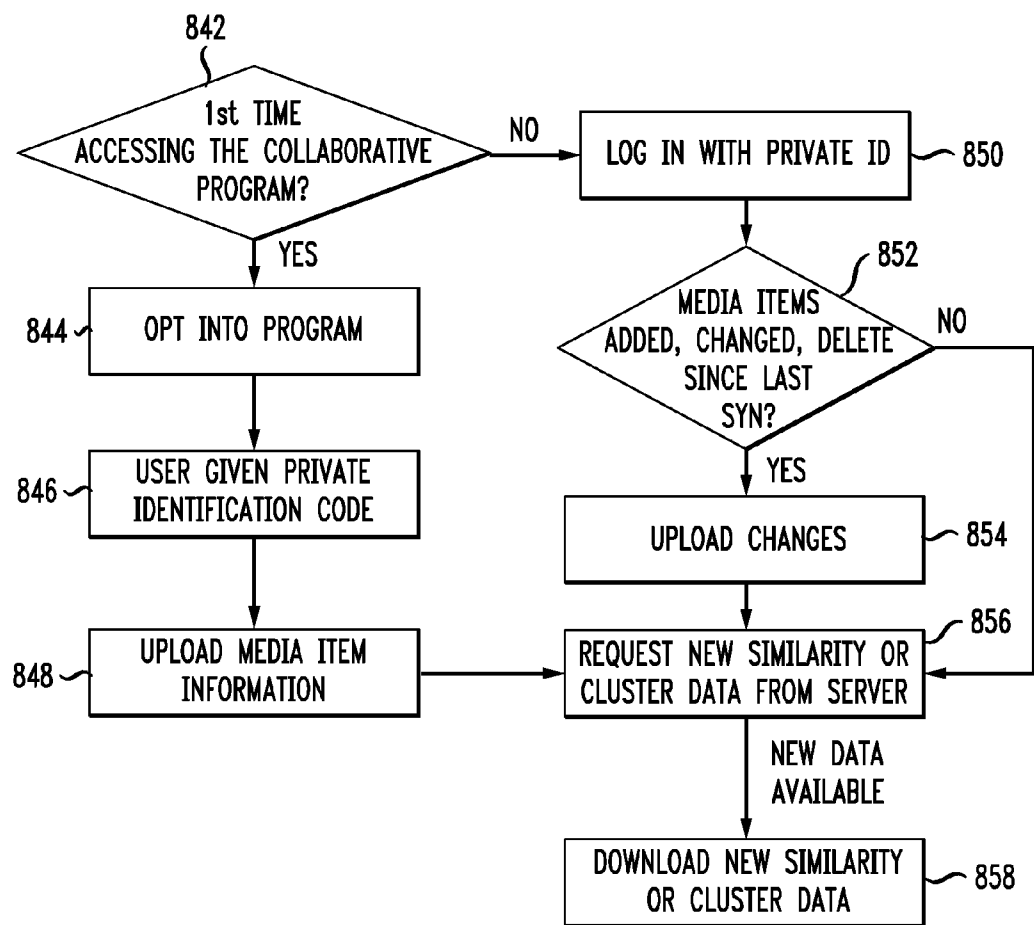 842
1st TIME
ACCESSING THE COLLABORATIVE
PROGRAM?
NO
LOG IN WITH PRIVATE ID
850
YES
844
OPT INTO PROGRAM
852
MEDIA ITEMS
ADDED, CHANGED, DELETE
SINCE LAST
SYN?
NO
846
USER GIVEN PRIVATE
IDENTIFICATION CODE
YES
UPLOAD CHANGES
854
848
UPLOAD MEDIA ITEM
INFORMATION
856
REQUEST NEW SIMILARITY OR
CLUSTER DATA FROM SERVER
NEW DATA
AVAILABLE
DOWNLOAD NEW SIMILARITY
OR CLUSTER DATA
858